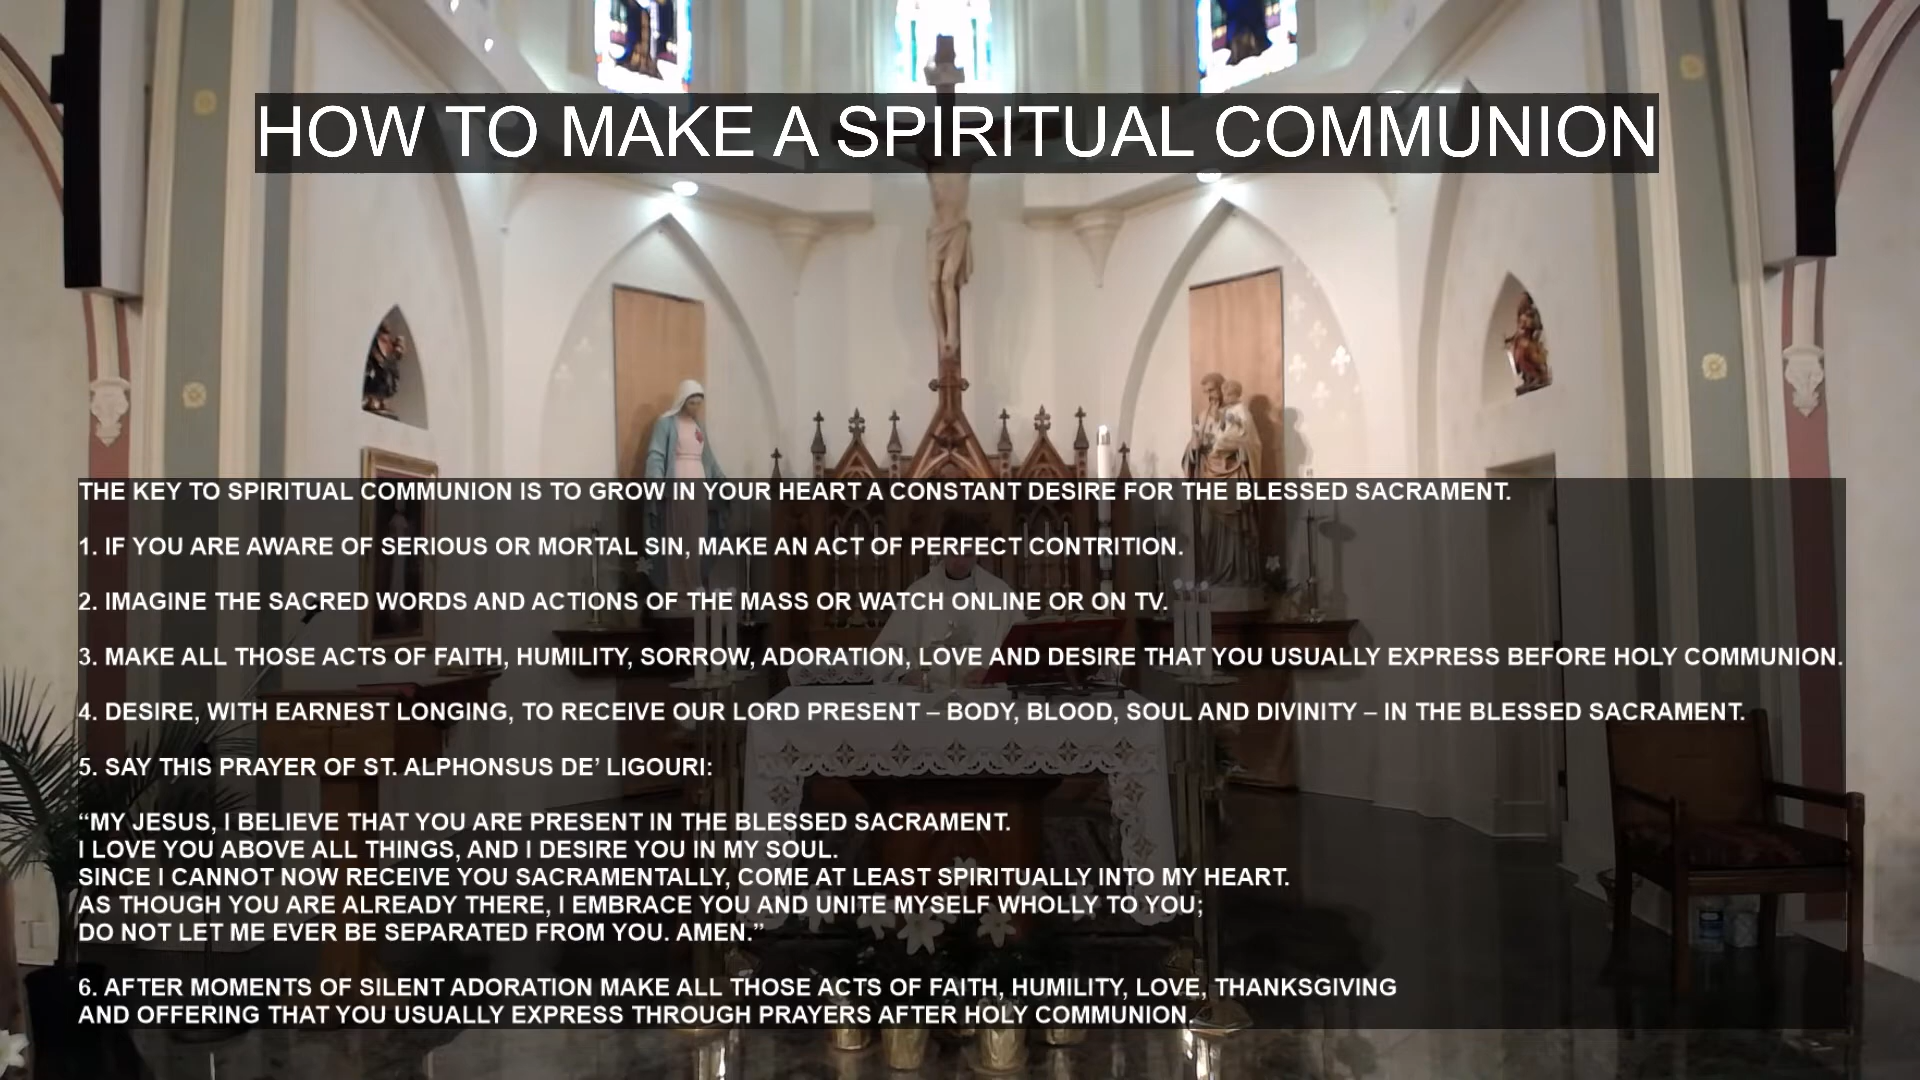 HOW TO MAKE A SPIRITUAL COMMUNION
THE KEY TO SPIRITUAL COMMUNION IS TO GROW IN YOUR HEART A CONSTANT DESIRE FOR THE BLESSED SACRAMENT.
1. IF YOU ARE AWARE OF SERIOUS OR MORTAL SIN, MAKE AN ACT OF PERFECT CONTRITION.
2. IMAGINE THE SACRED WORDS AND ACTIONS OF THE MASS OR WATCH ONLINE OR ON TV.
3. MAKE ALL THOSE ACTS OF FAITH, HUMILITY, SORROW, ADORATION, LOVE AND DESIRE THAT YOU USUALLY EXPRESS BEFORE HOLY COMMUNION.
4. DESIRE, WITH EARNEST LONGING, TO RECEIVE OUR LORD PRESENT – BODY, BLOOD, SOUL AND DIVINITY – IN THE BLESSED SACRAMENT.
5. SAY THIS PRAYER OF ST. ALPHONSUS DE’ LIGOURI:
“MY JESUS, I BELIEVE THAT YOU ARE PRESENT IN THE BLESSED SACRAMENT.
I LOVE YOU ABOVE ALL THINGS, AND I DESIRE YOU IN MY SOUL.
SINCE I CANNOT NOW RECEIVE YOU SACRAMENTALLY, COME AT LEAST SPIRITUALLY INTO MY HEART.
AS THOUGH YOU ARE ALREADY THERE, I EMBRACE YOU AND UNITE MYSELF WHOLLY TO YOU;
DO NOT LET ME EVER BE SEPARATED FROM YOU. AMEN.”
6. AFTER MOMENTS OF SILENT ADORATION MAKE ALL THOSE ACTS OF FAITH, HUMILITY, LOVE, THANKSGIVING
AND OFFERING THAT YOU USUALLY EXPRESS THROUGH PRAYERS AFTER HOLY COMMUNION.